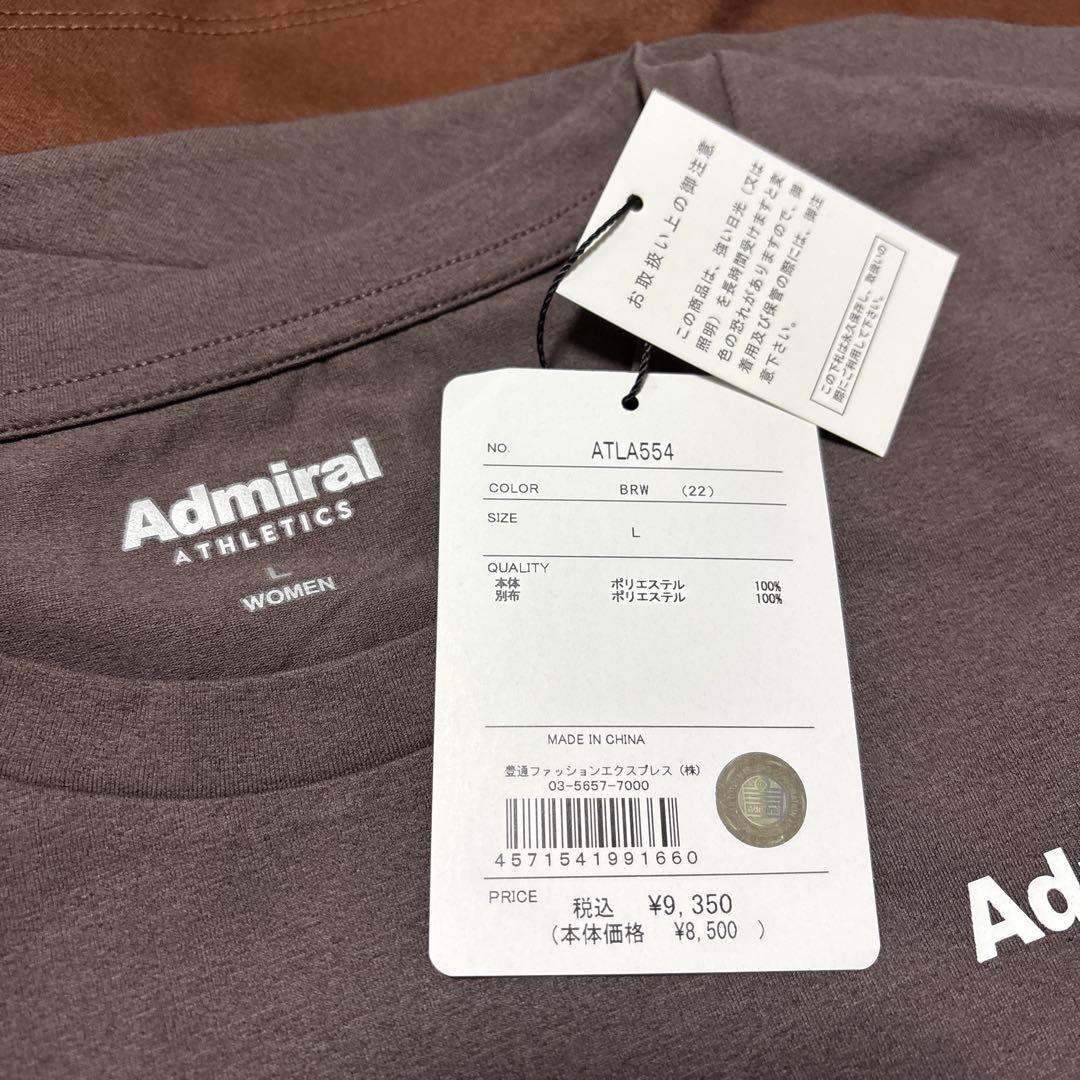 お取扱い上の御注意
この商品は、強い日光(又は
照明)を長時間受けますと変
色の恐れがありますので、御
着用及び保管の際には、御注
意下さい。
この下札は永久保存し、取扱いの
際にご利用して下さい。
Admiral
ATHLETICS
L
WOMEN
NO. ATLA554
COLOR BRW (22)
SIZE L
QUALITY
本体 ポリエステル 100%
別布 ポリエステル 100%
MADE IN CHINA
豊通ファッションエクスプレス(株)
03-5657-7000
4571541991660
PRICE 税込 ¥9,350
(本体価格 ¥8,500 )
Ad